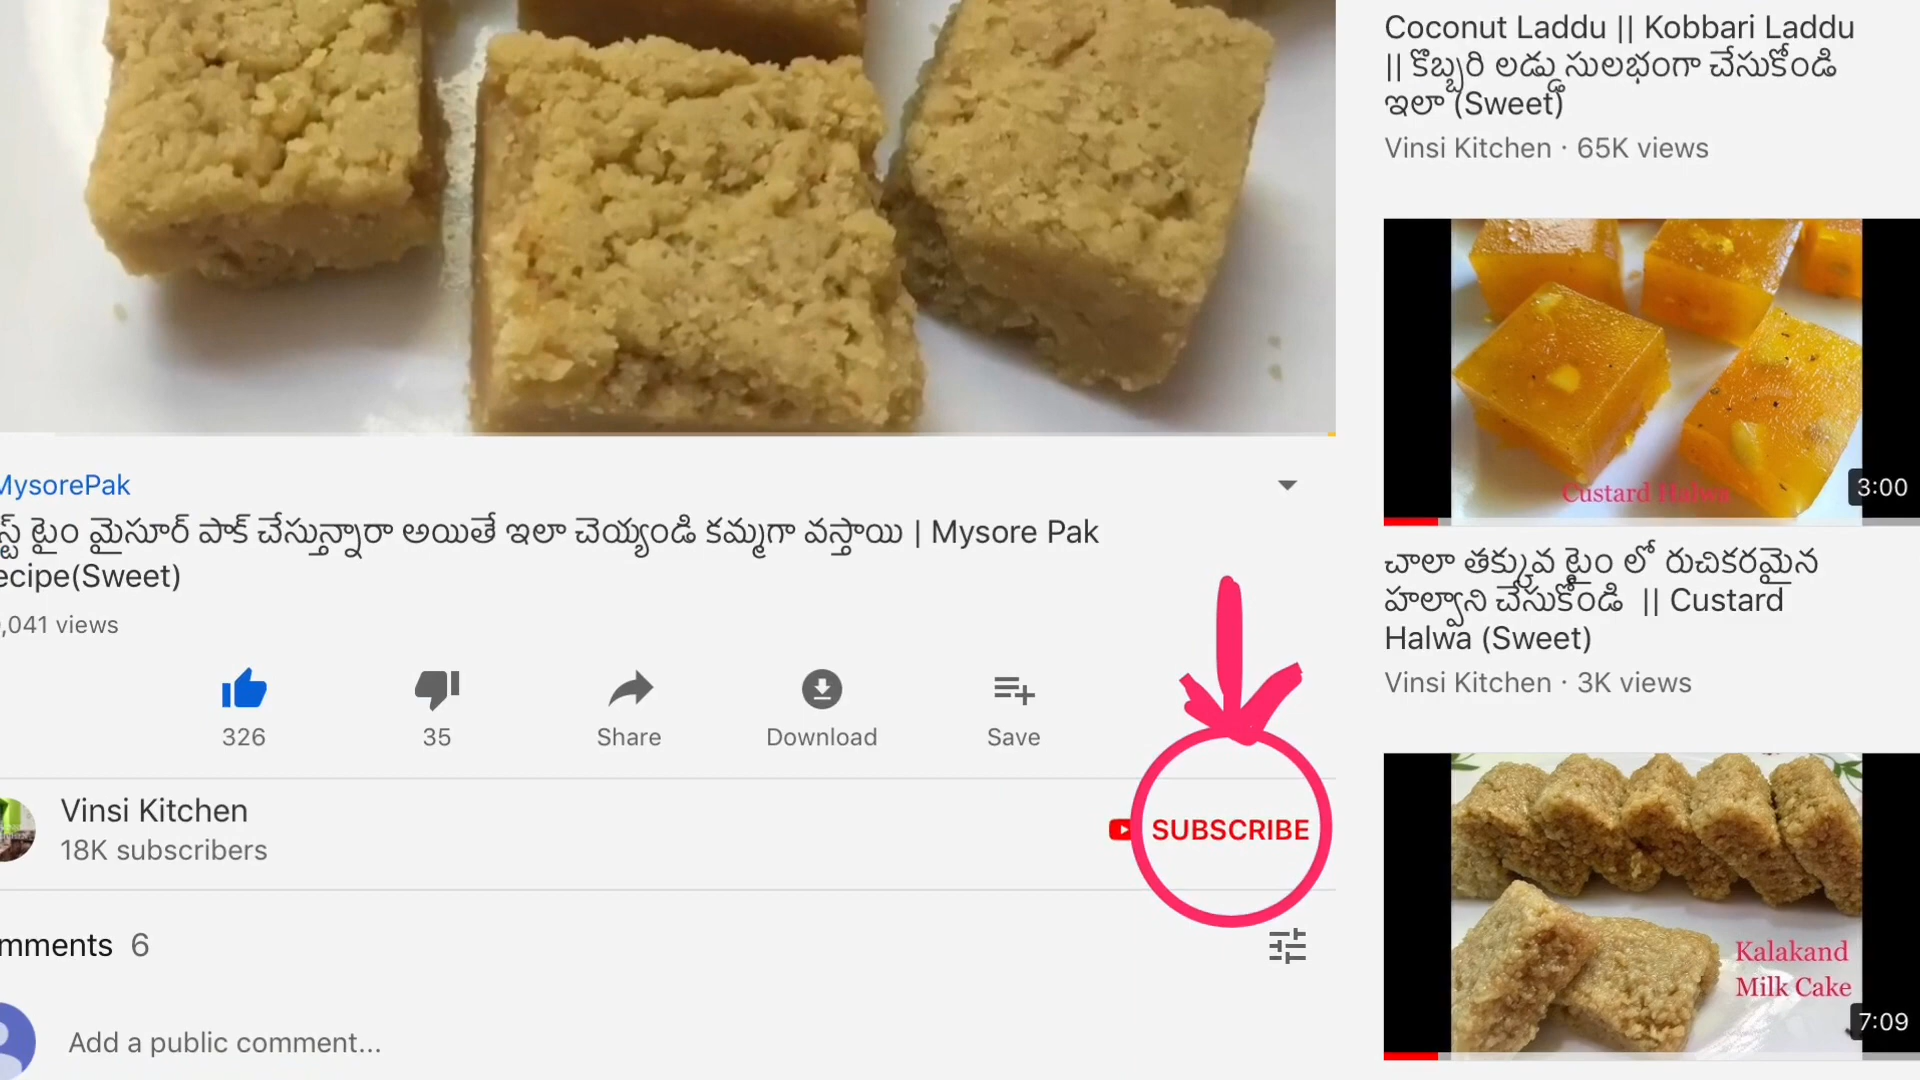 MysorePak
టైం మైసూర్ పాక్ చేస్తున్నారా అయితే ఇలా చెయ్యండి కమ్మగా వస్తాయి | Mysore Pak
ecipe(Sweet)
,041 views
326
35
Share
Download
Save
Vinsi Kitchen
18K subscribers
SUBSCRIBE
mments 6
Add a public comment...
Coconut Laddu || Kobbari Laddu
|| కొబ్బరి లడ్డు సులభంగా చేసుకోండి
ఇలా (Sweet)
Vinsi Kitchen · 65K views
Custard Halwa
3:00
చాలా తక్కువ టైం లో రుచికరమైన
హల్వాని చేసుకోండి || Custard
Halwa (Sweet)
Vinsi Kitchen · 3K views
Kalakand
Milk Cake
7:09